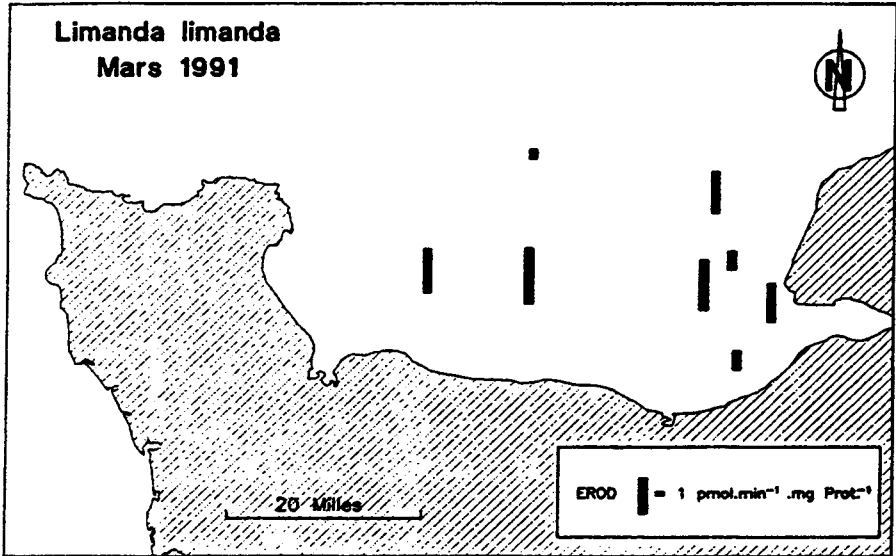 Limanda limanda
Mars 1991
N
20 Milles
EROD = 1 pmol.min⁻¹ .mg Prot.⁻¹